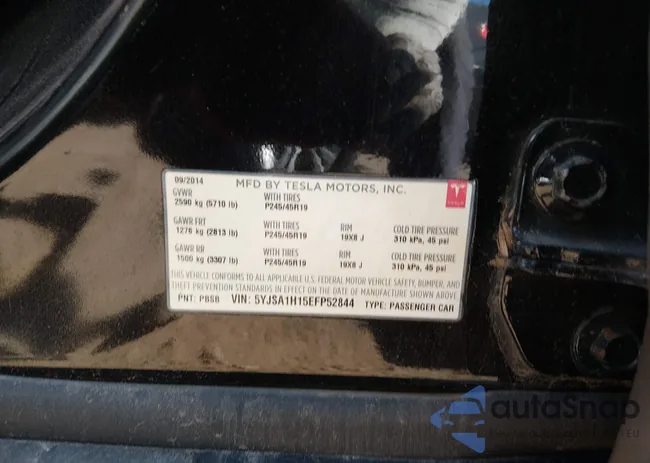 09/2014 MFD BY TESLA MOTORS, INC.
TESLA
GVWR WITH TIRES
2590 kg (5710 lb) P245/45R19
GAWR FRT WITH TIRES RIM COLD TIRE PRESSURE
1276 kg (2813 lb) P245/45R19 19X8 J 310 kPa, 45 psi
GAWR RR WITH TIRES RIM COLD TIRE PRESSURE
1500 kg (3307 lb) P245/45R19 19X8 J 310 kPa, 45 psi
THIS VEHICLE CONFORMS TO ALL APPLICABLE U.S. FEDERAL MOTOR VEHICLE SAFETY, BUMPER, AND
THEFT PREVENTION STANDARDS IN EFFECT ON THE DATE OF MANUFACTURE SHOWN ABOVE.
PNT: PBSB VIN: 5YJSA1H15EFP52844 TYPE: PASSENGER CAR
autoSnap